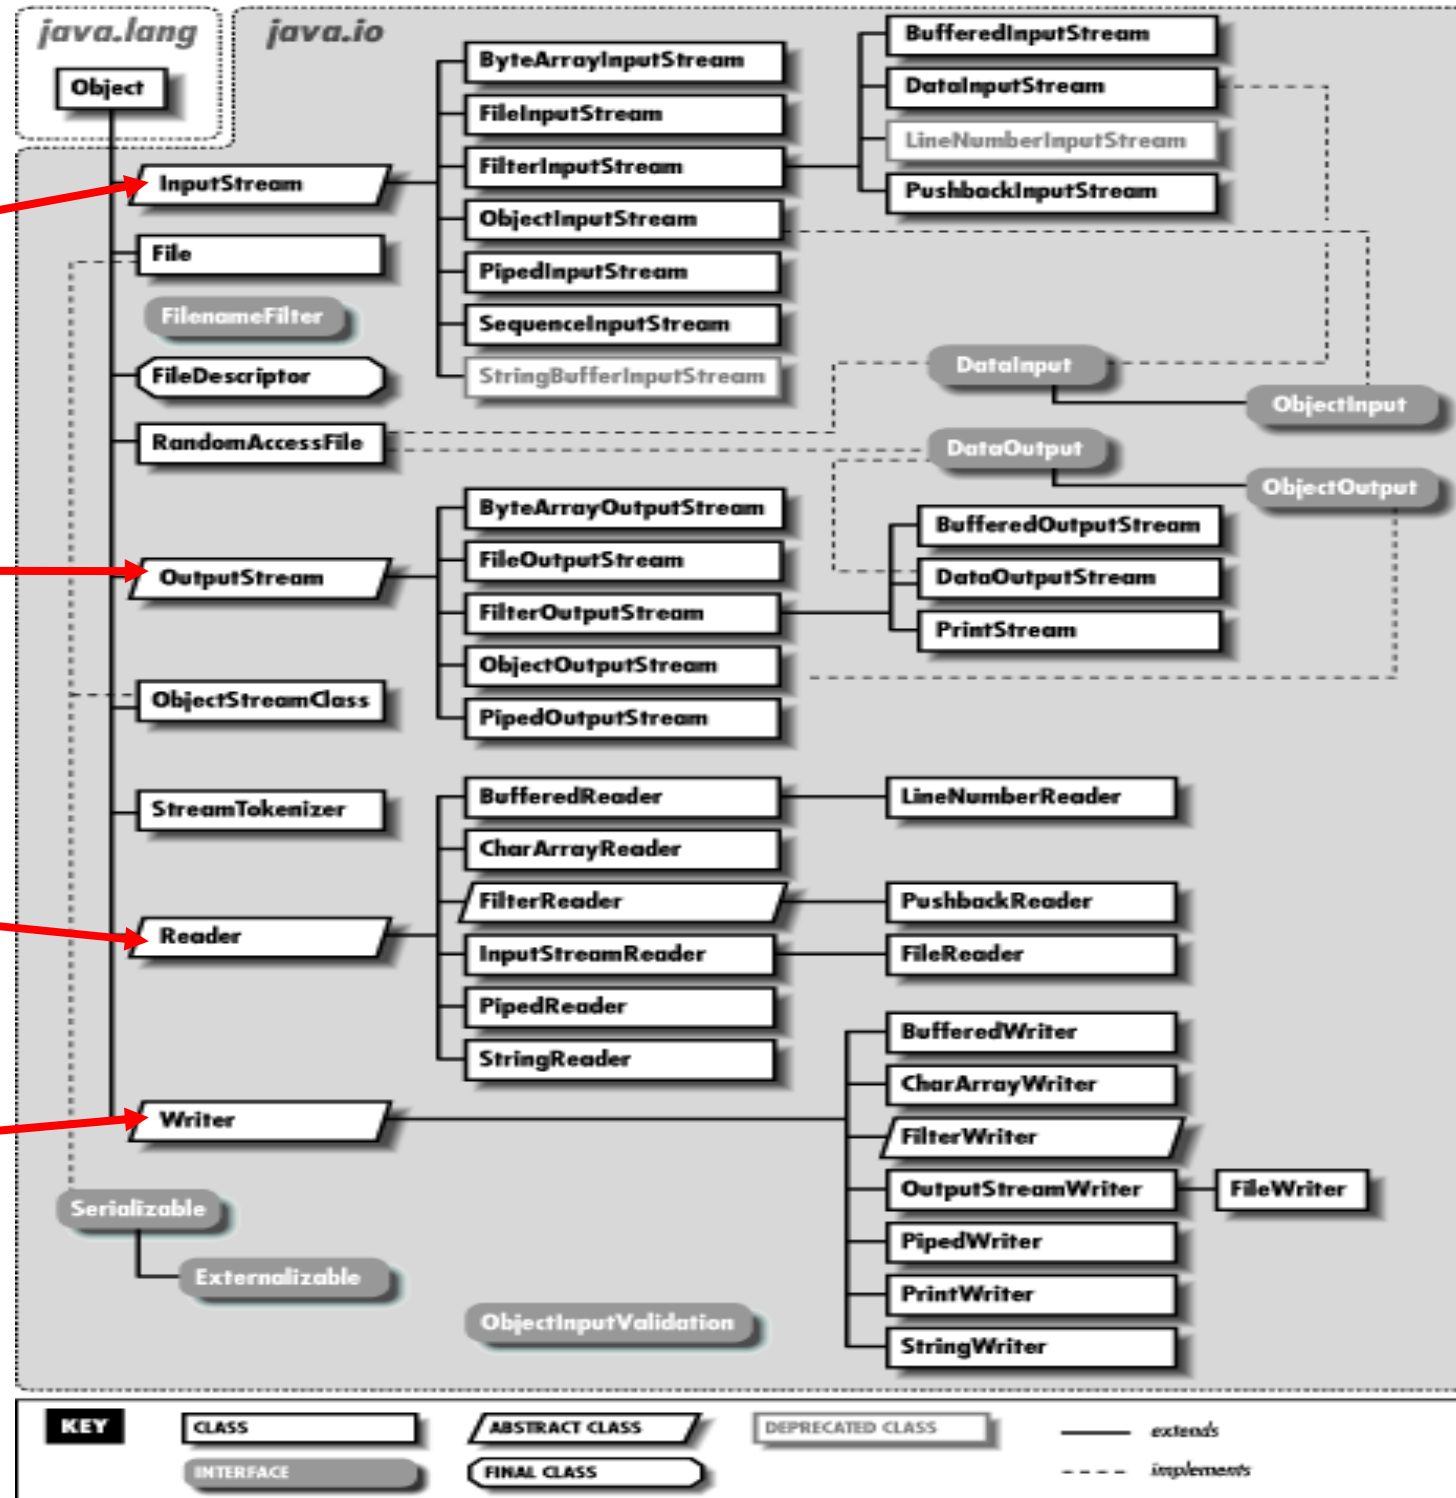 java.lang
java.io
Object
InputStream
File
FilenameFilter
FileDescriptor
RandomAccessFile
OutputStream
ObjectStreamClass
StreamTokenizer
Reader
Writer
Serializable
Externalizable
ByteArrayInputStream
FileInputStream
FilterInputStream
ObjectInputStream
PipedInputStream
SequenceInputStream
StringBufferInputStream
BufferedInputStream
DataInputStream
LineNumberInputStream
PushbackInputStream
DataInput
ObjectInput
DataOutput
ObjectOutput
ByteArrayOutputStream
FileOutputStream
FilterOutputStream
ObjectOutputStream
PipedOutputStream
BufferedOutputStream
DataOutputStream
PrintStream
BufferedReader
CharArrayReader
FilterReader
InputStreamReader
PipedReader
StringReader
LineNumberReader
PushbackReader
FileReader
BufferedWriter
CharArrayWriter
FilterWriter
OutputStreamWriter
FileWriter
PipedWriter
PrintWriter
StringWriter
ObjectInputValidation
KEY
CLASS
ABSTRACT CLASS
DEPRECATED CLASS
extends
INTERFACE
FINAL CLASS
implements